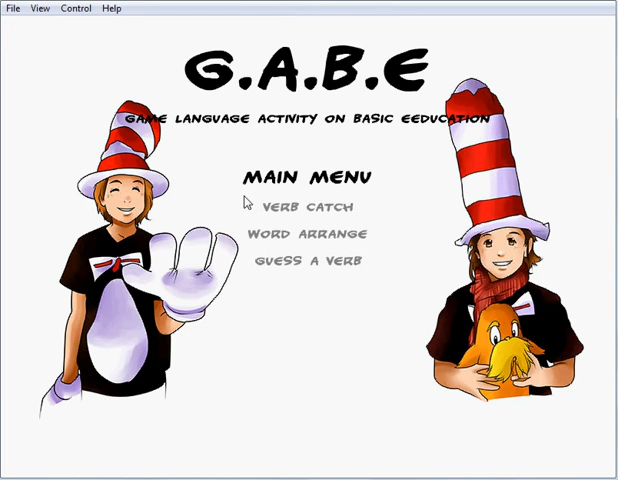 File View Control Help
G.A.B.E
GAME LANGUAGE ACTIVITY ON BASIC EEDUCATION
MAIN MENU
VERB CATCH
WORD ARRANGE
GUESS A VERB